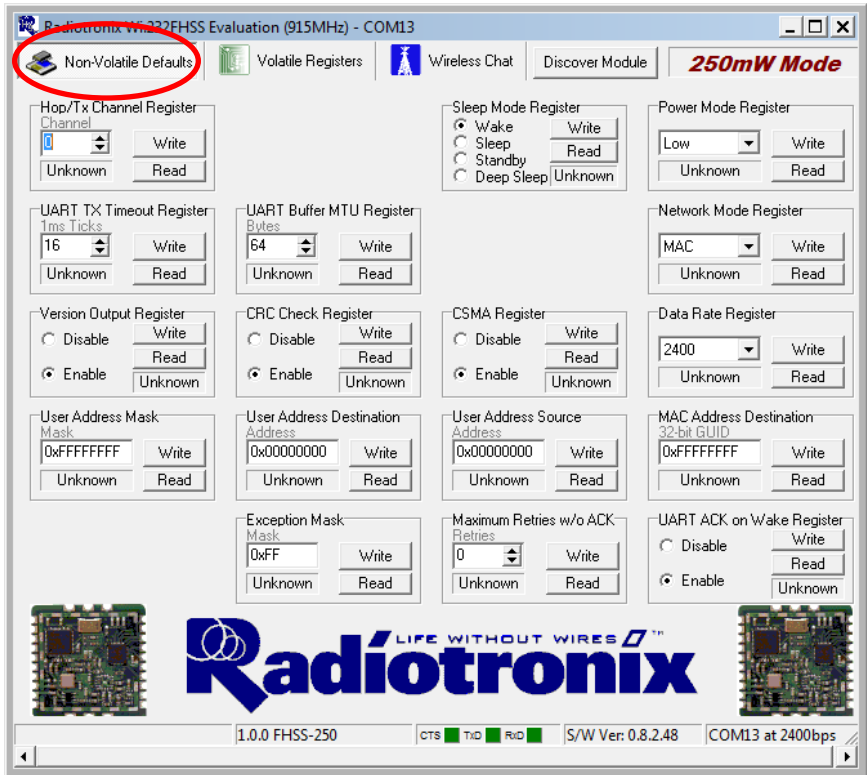 Radiotronix Wi.232FHSS Evaluation (915MHz) - COM13
Non-Volatile Defaults
Volatile Registers
Wireless Chat
Discover Module
250mW Mode
Hop/Tx Channel Register
Channel
0
Write
Unknown
Read
Sleep Mode Register
Wake
Sleep
Standby
Deep Sleep
Write
Read
Unknown
Power Mode Register
Low
Write
Unknown
Read
UART TX Timeout Register
1ms Ticks
16
Write
Unknown
Read
UART Buffer MTU Register
Bytes
64
Write
Unknown
Read
Network Mode Register
MAC
Write
Unknown
Read
Version Output Register
Disable
Enable
Write
Read
Unknown
CRC Check Register
Disable
Enable
Write
Read
Unknown
CSMA Register
Disable
Enable
Write
Read
Unknown
Data Rate Register
2400
Write
Unknown
Read
User Address Mask
Mask
0xFFFFFFFF
Write
Unknown
Read
User Address Destination
Address
0x00000000
Write
Unknown
Read
User Address Source
Address
0x00000000
Write
Unknown
Read
MAC Address Destination
32-bit GUID
0xFFFFFFFF
Write
Unknown
Read
Exception Mask
Mask
0xFF
Write
Unknown
Read
Maximum Retries w/o ACK
Retries
0
Write
Unknown
Read
UART ACK on Wake Register
Disable
Enable
Write
Read
Unknown
LIFE WITHOUT WIRES ™
Radiotronix
1.0.0 FHSS-250
CTS TxD RxD
S/W Ver: 0.8.2.48
COM13 at 2400bps